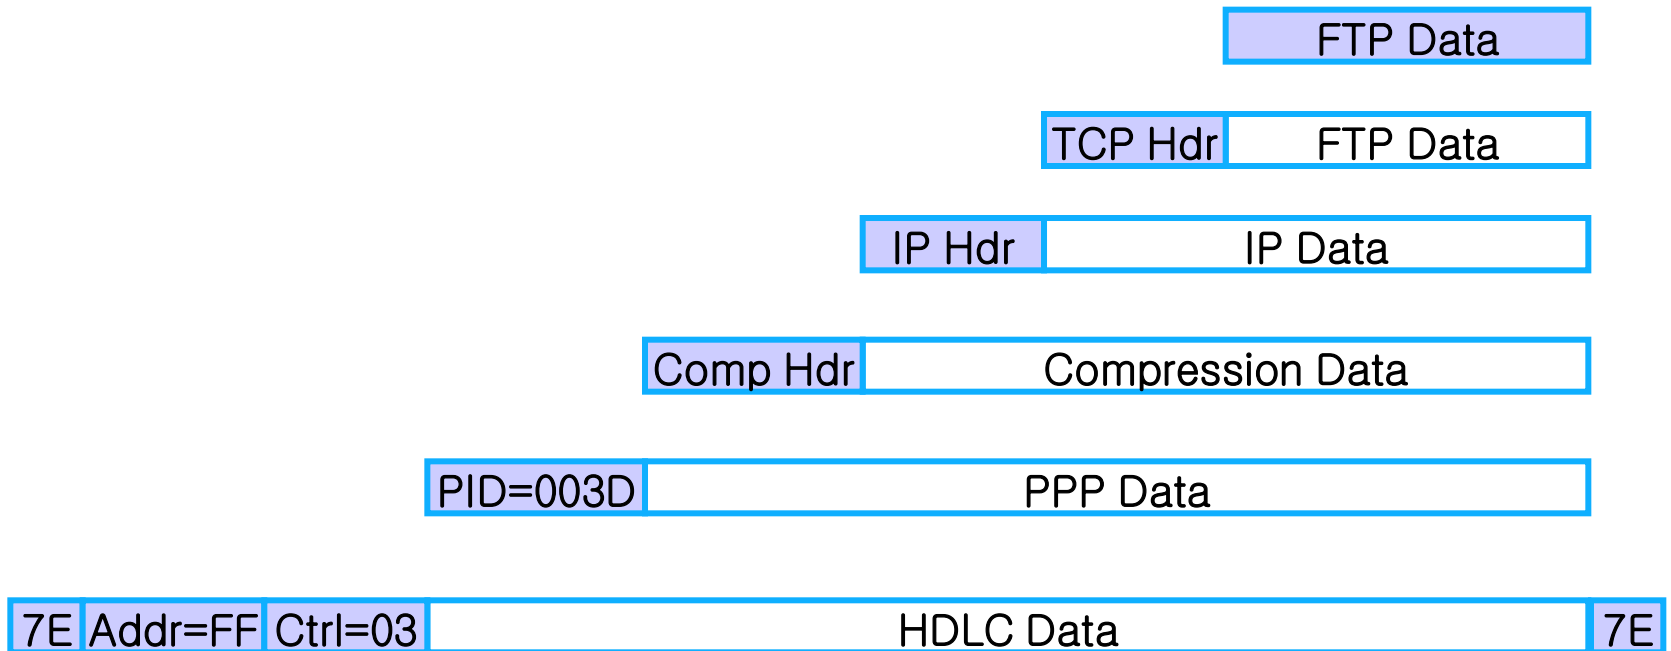 FTP Data
TCP Hdr FTP Data
IP Hdr IP Data
Comp Hdr Compression Data
PID=003D PPP Data
7E Addr=FF Ctrl=03 HDLC Data 7E